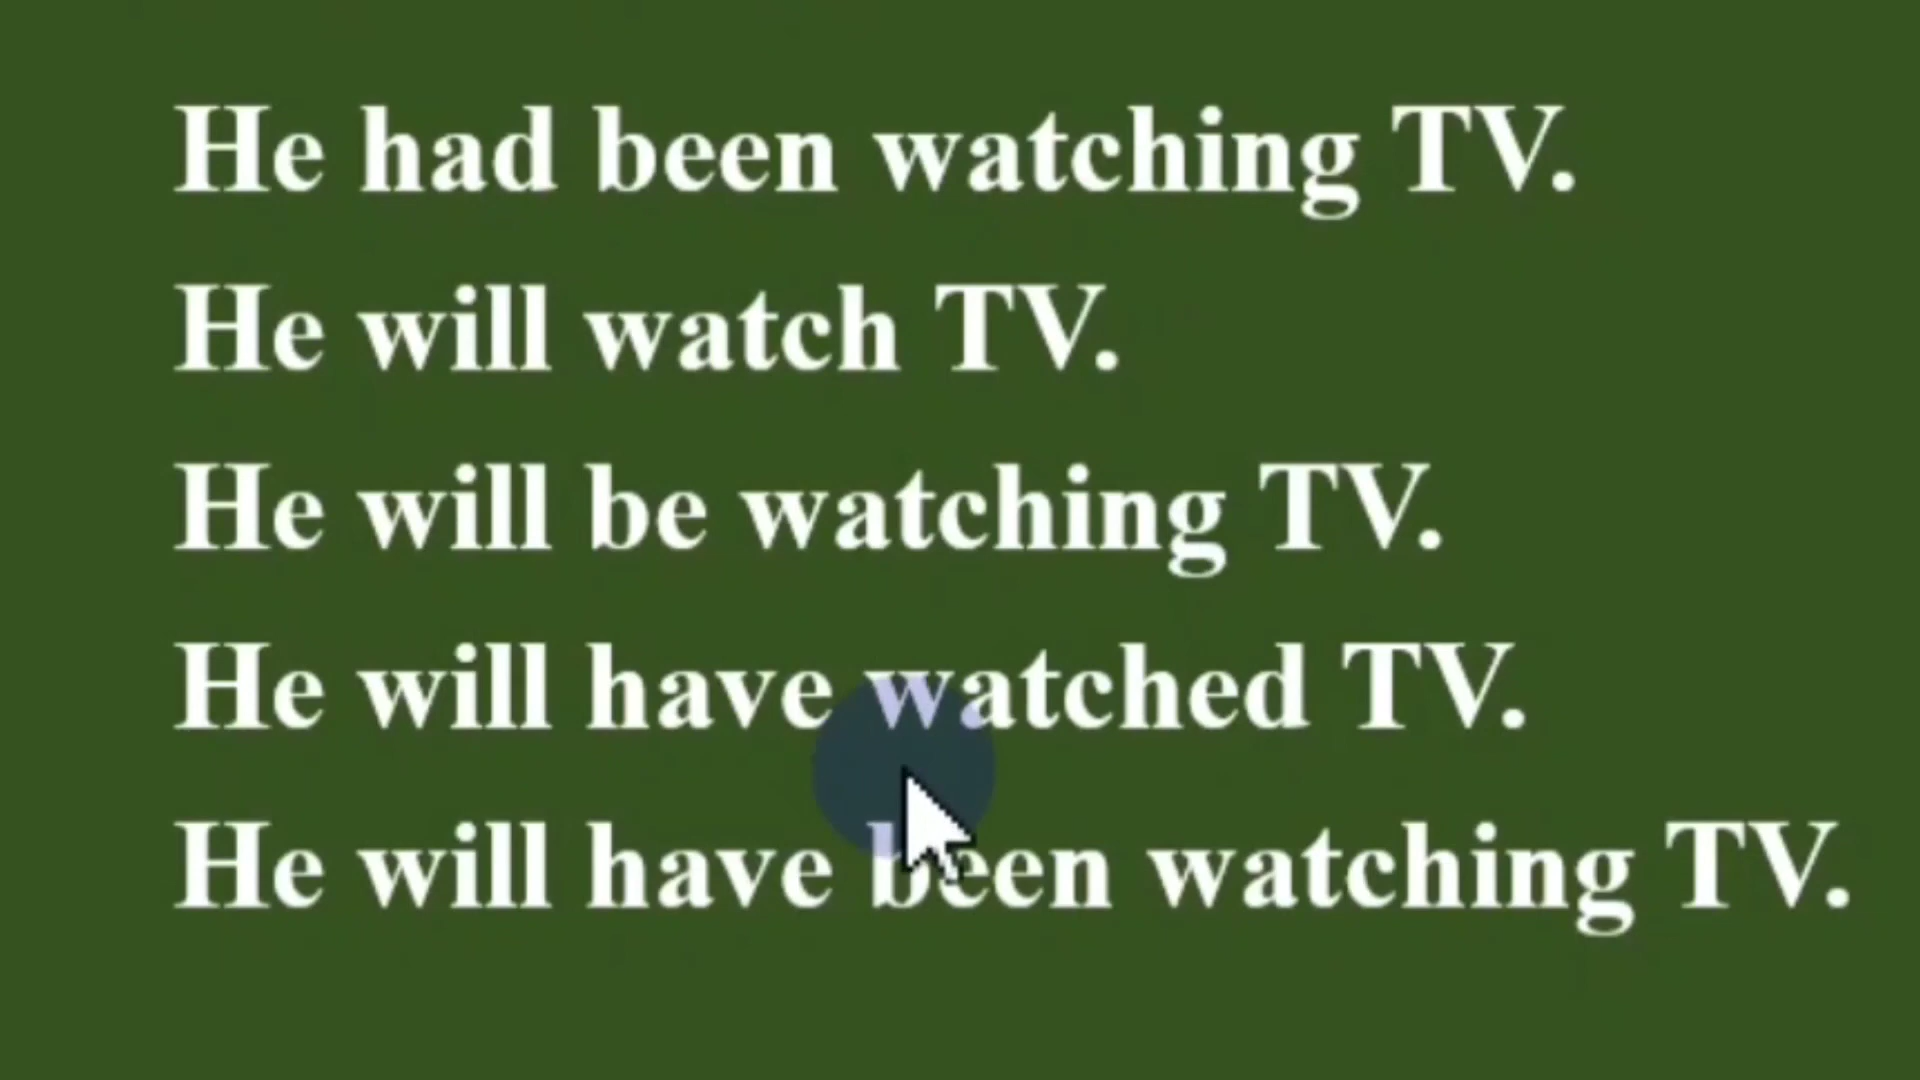 He had been watching TV.
He will watch TV.
He will be watching TV.
He will have watched TV.
He will have been watching TV.